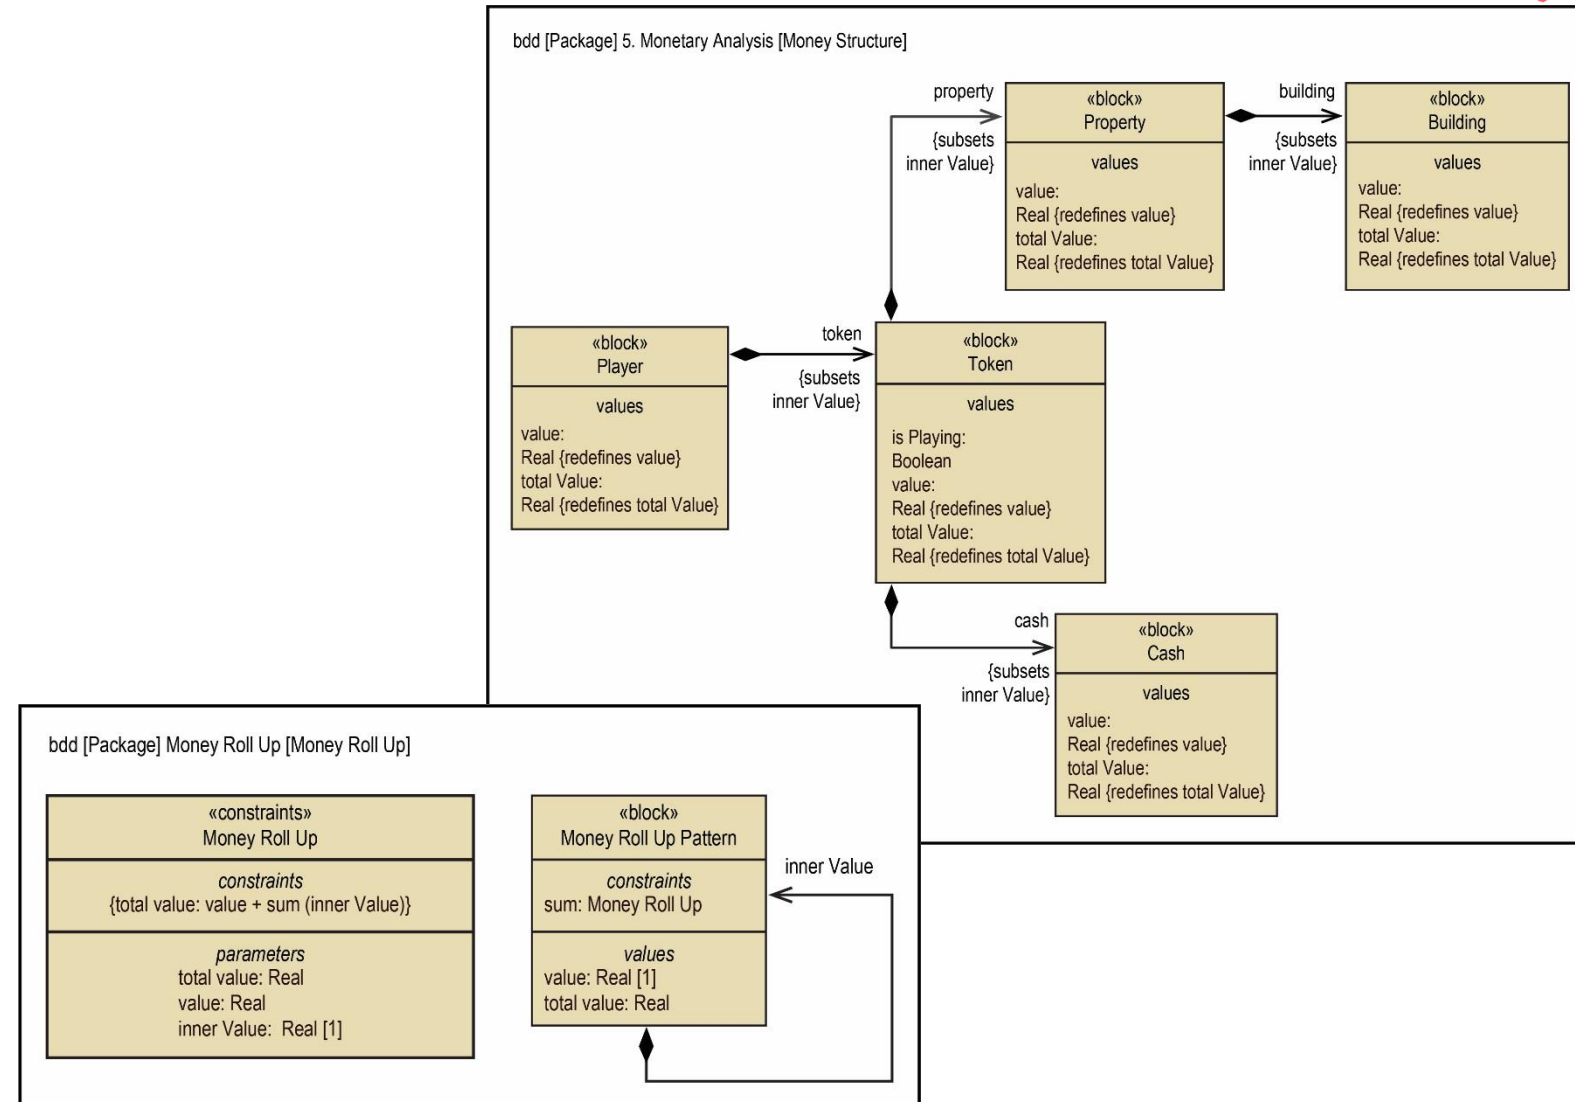 bdd [Package] 5. Monetary Analysis [Money Structure]
property
{subsets
inner Value}
«block»
Property
values
value:
Real {redefines value}
total Value:
Real {redefines total Value}
building
{subsets
inner Value}
«block»
Building
values
value:
Real {redefines value}
total Value:
Real {redefines total Value}
«block»
Player
values
value:
Real {redefines value}
total Value:
Real {redefines total Value}
token
{subsets
inner Value}
«block»
Token
values
is Playing:
Boolean
value:
Real {redefines value}
total Value:
Real {redefines total Value}
cash
{subsets
inner Value}
«block»
Cash
values
value:
Real {redefines value}
total Value:
Real {redefines total Value}
bdd [Package] Money Roll Up [Money Roll Up]
«constraints»
Money Roll Up
constraints
{total value: value + sum (inner Value)}
parameters
total value: Real
value: Real
inner Value: Real [1]
«block»
Money Roll Up Pattern
constraints
sum: Money Roll Up
values
value: Real [1]
total value: Real
inner Value